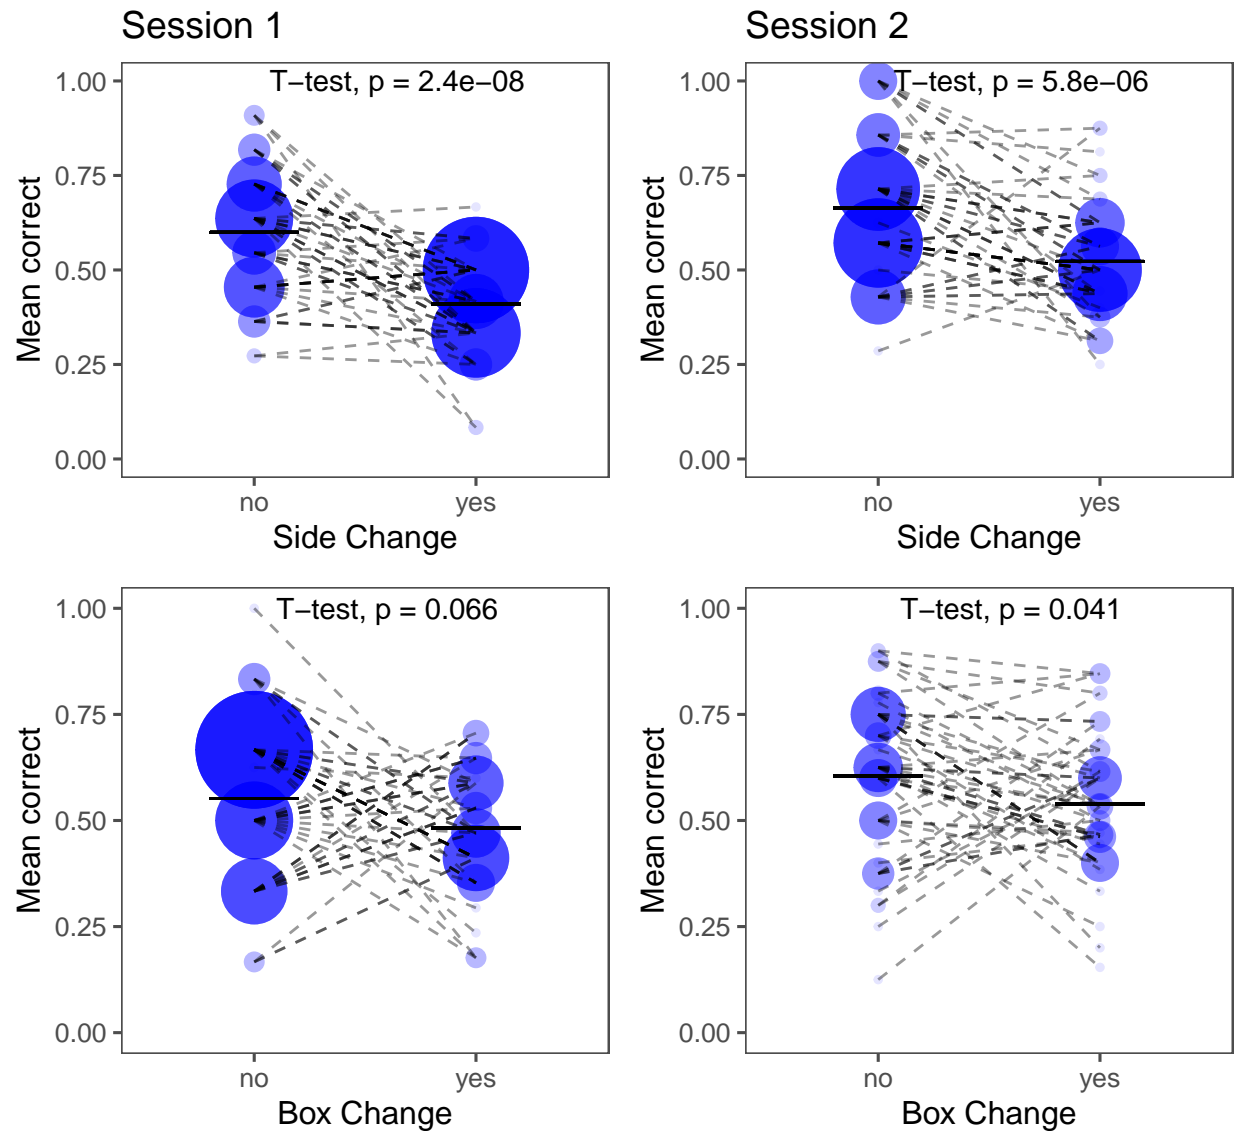 Session 1
T−test, p = 2.4e−08
1.00
0.75
0.50
0.25
0.00
Mean correct
no yes
Side Change
Session 2
T−test, p = 5.8e−06
1.00
0.75
0.50
0.25
0.00
Mean correct
no yes
Side Change
T−test, p = 0.066
1.00
0.75
0.50
0.25
0.00
Mean correct
no yes
Box Change
T−test, p = 0.041
1.00
0.75
0.50
0.25
0.00
Mean correct
no yes
Box Change